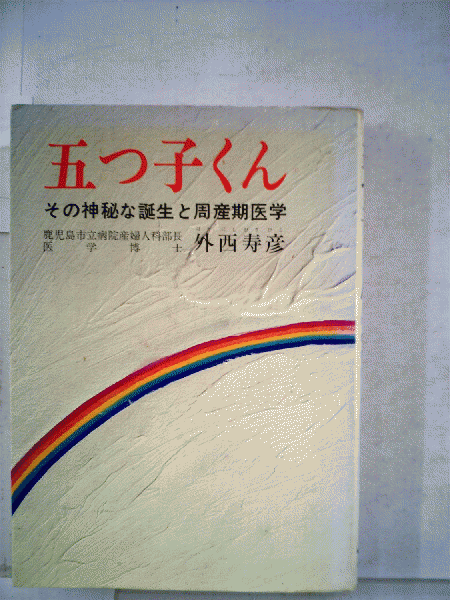 五つ子くん
その神秘な誕生と周産期医学
鹿児島市立病院産婦人科部長
医学博士
外西寿彦